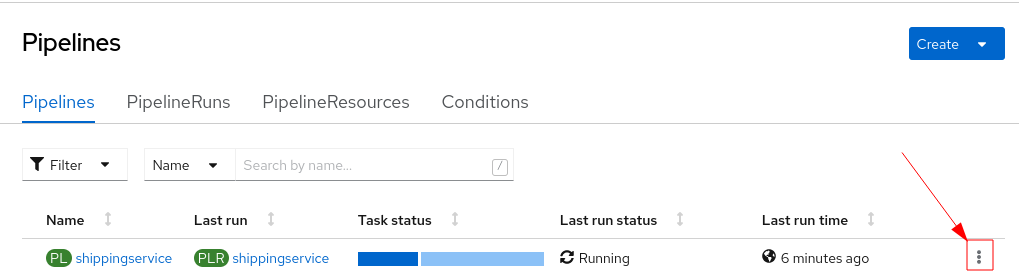 Pipelines
Create
Pipelines PipelineRuns PipelineResources Conditions
Filter Name Search by name... /
Name Last run Task status Last run status Last run time
PL shippingservice PLR shippingservice Running 6 minutes ago